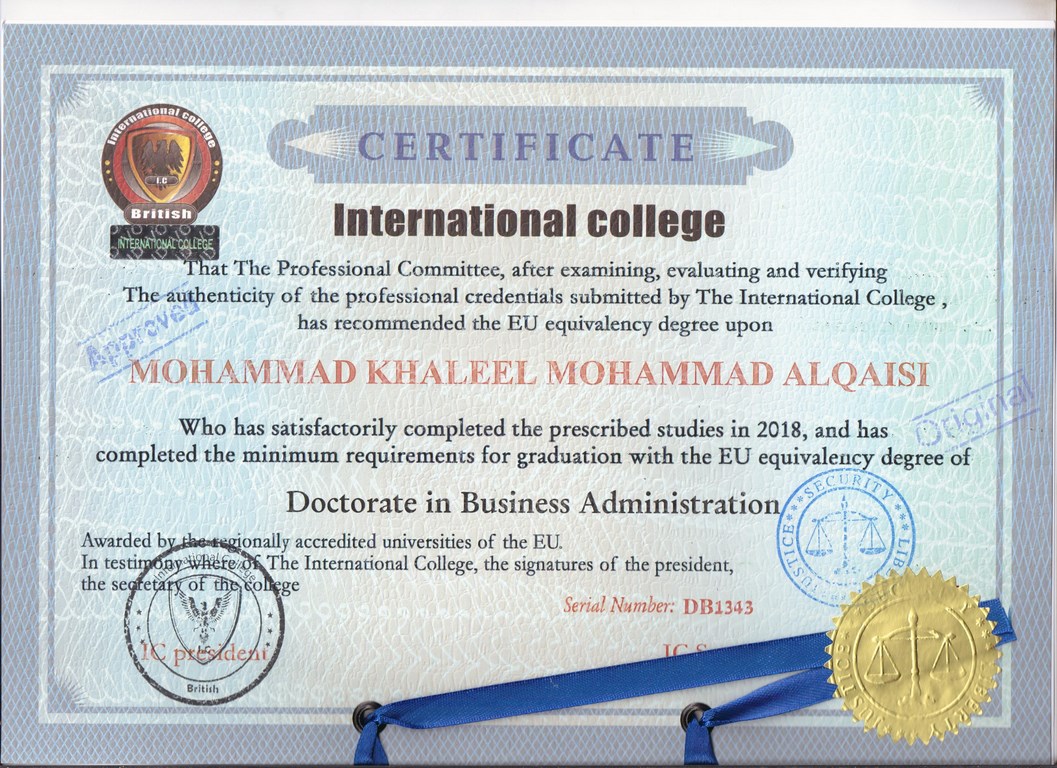 CERTIFICATE
International college
I.C
British
INTERNATIONAL COLLEGE
International college
That The Professional Committee, after examining, evaluating and verifying
The authenticity of the professional credentials submitted by The International College ,
has recommended the EU equivalency degree upon
Approved
MOHAMMAD KHALEEL MOHAMMAD ALQAISI
Original
Who has satisfactorily completed the prescribed studies in 2018, and has
completed the minimum requirements for graduation with the EU equivalency degree of
Doctorate in Business Administration
SECURITY
JUSTICE
Awarded by the regionally accredited universities of the EU.
In testimony where of The International College, the signatures of the president,
the secretary of the college
Serial Number: DB1343
International College
I.C
British
IC president
IC
JUSTICE